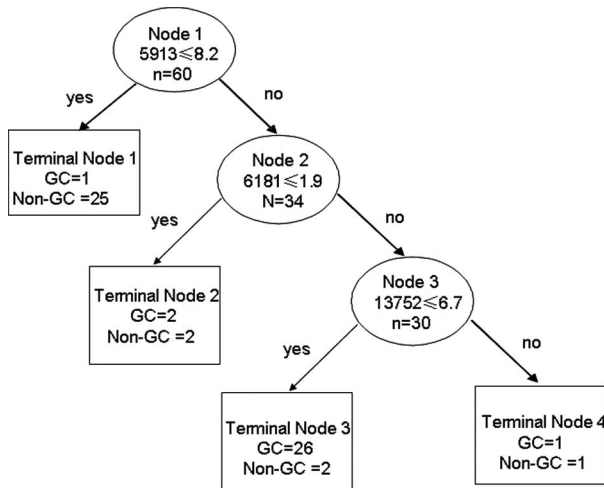 Node 1
5913≤8.2
n=60
yes
no
Terminal Node 1
GC=1
Non-GC =25
Node 2
6181≤1.9
N=34
yes
no
Terminal Node 2
GC=2
Non-GC =2
Node 3
13752≤6.7
n=30
yes
no
Terminal Node 3
GC=26
Non-GC =2
Terminal Node 4
GC=1
Non-GC =1